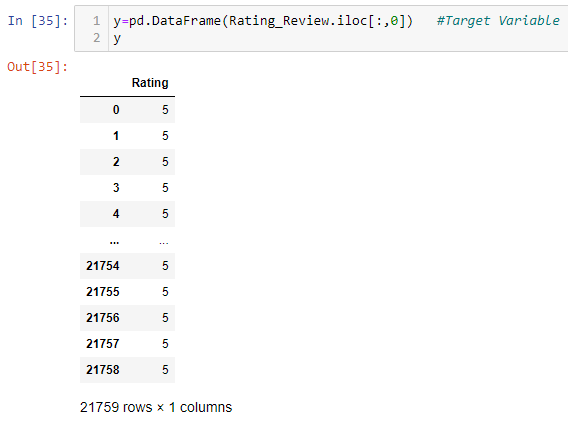 In [35]: 1 y=pd.DataFrame(Rating_Review.iloc[:,0]) #Target Variable
2 y
Out[35]:
Rating
0 5
1 5
2 5
3 5
4 5
... ...
21754 5
21755 5
21756 5
21757 5
21758 5
21759 rows × 1 columns